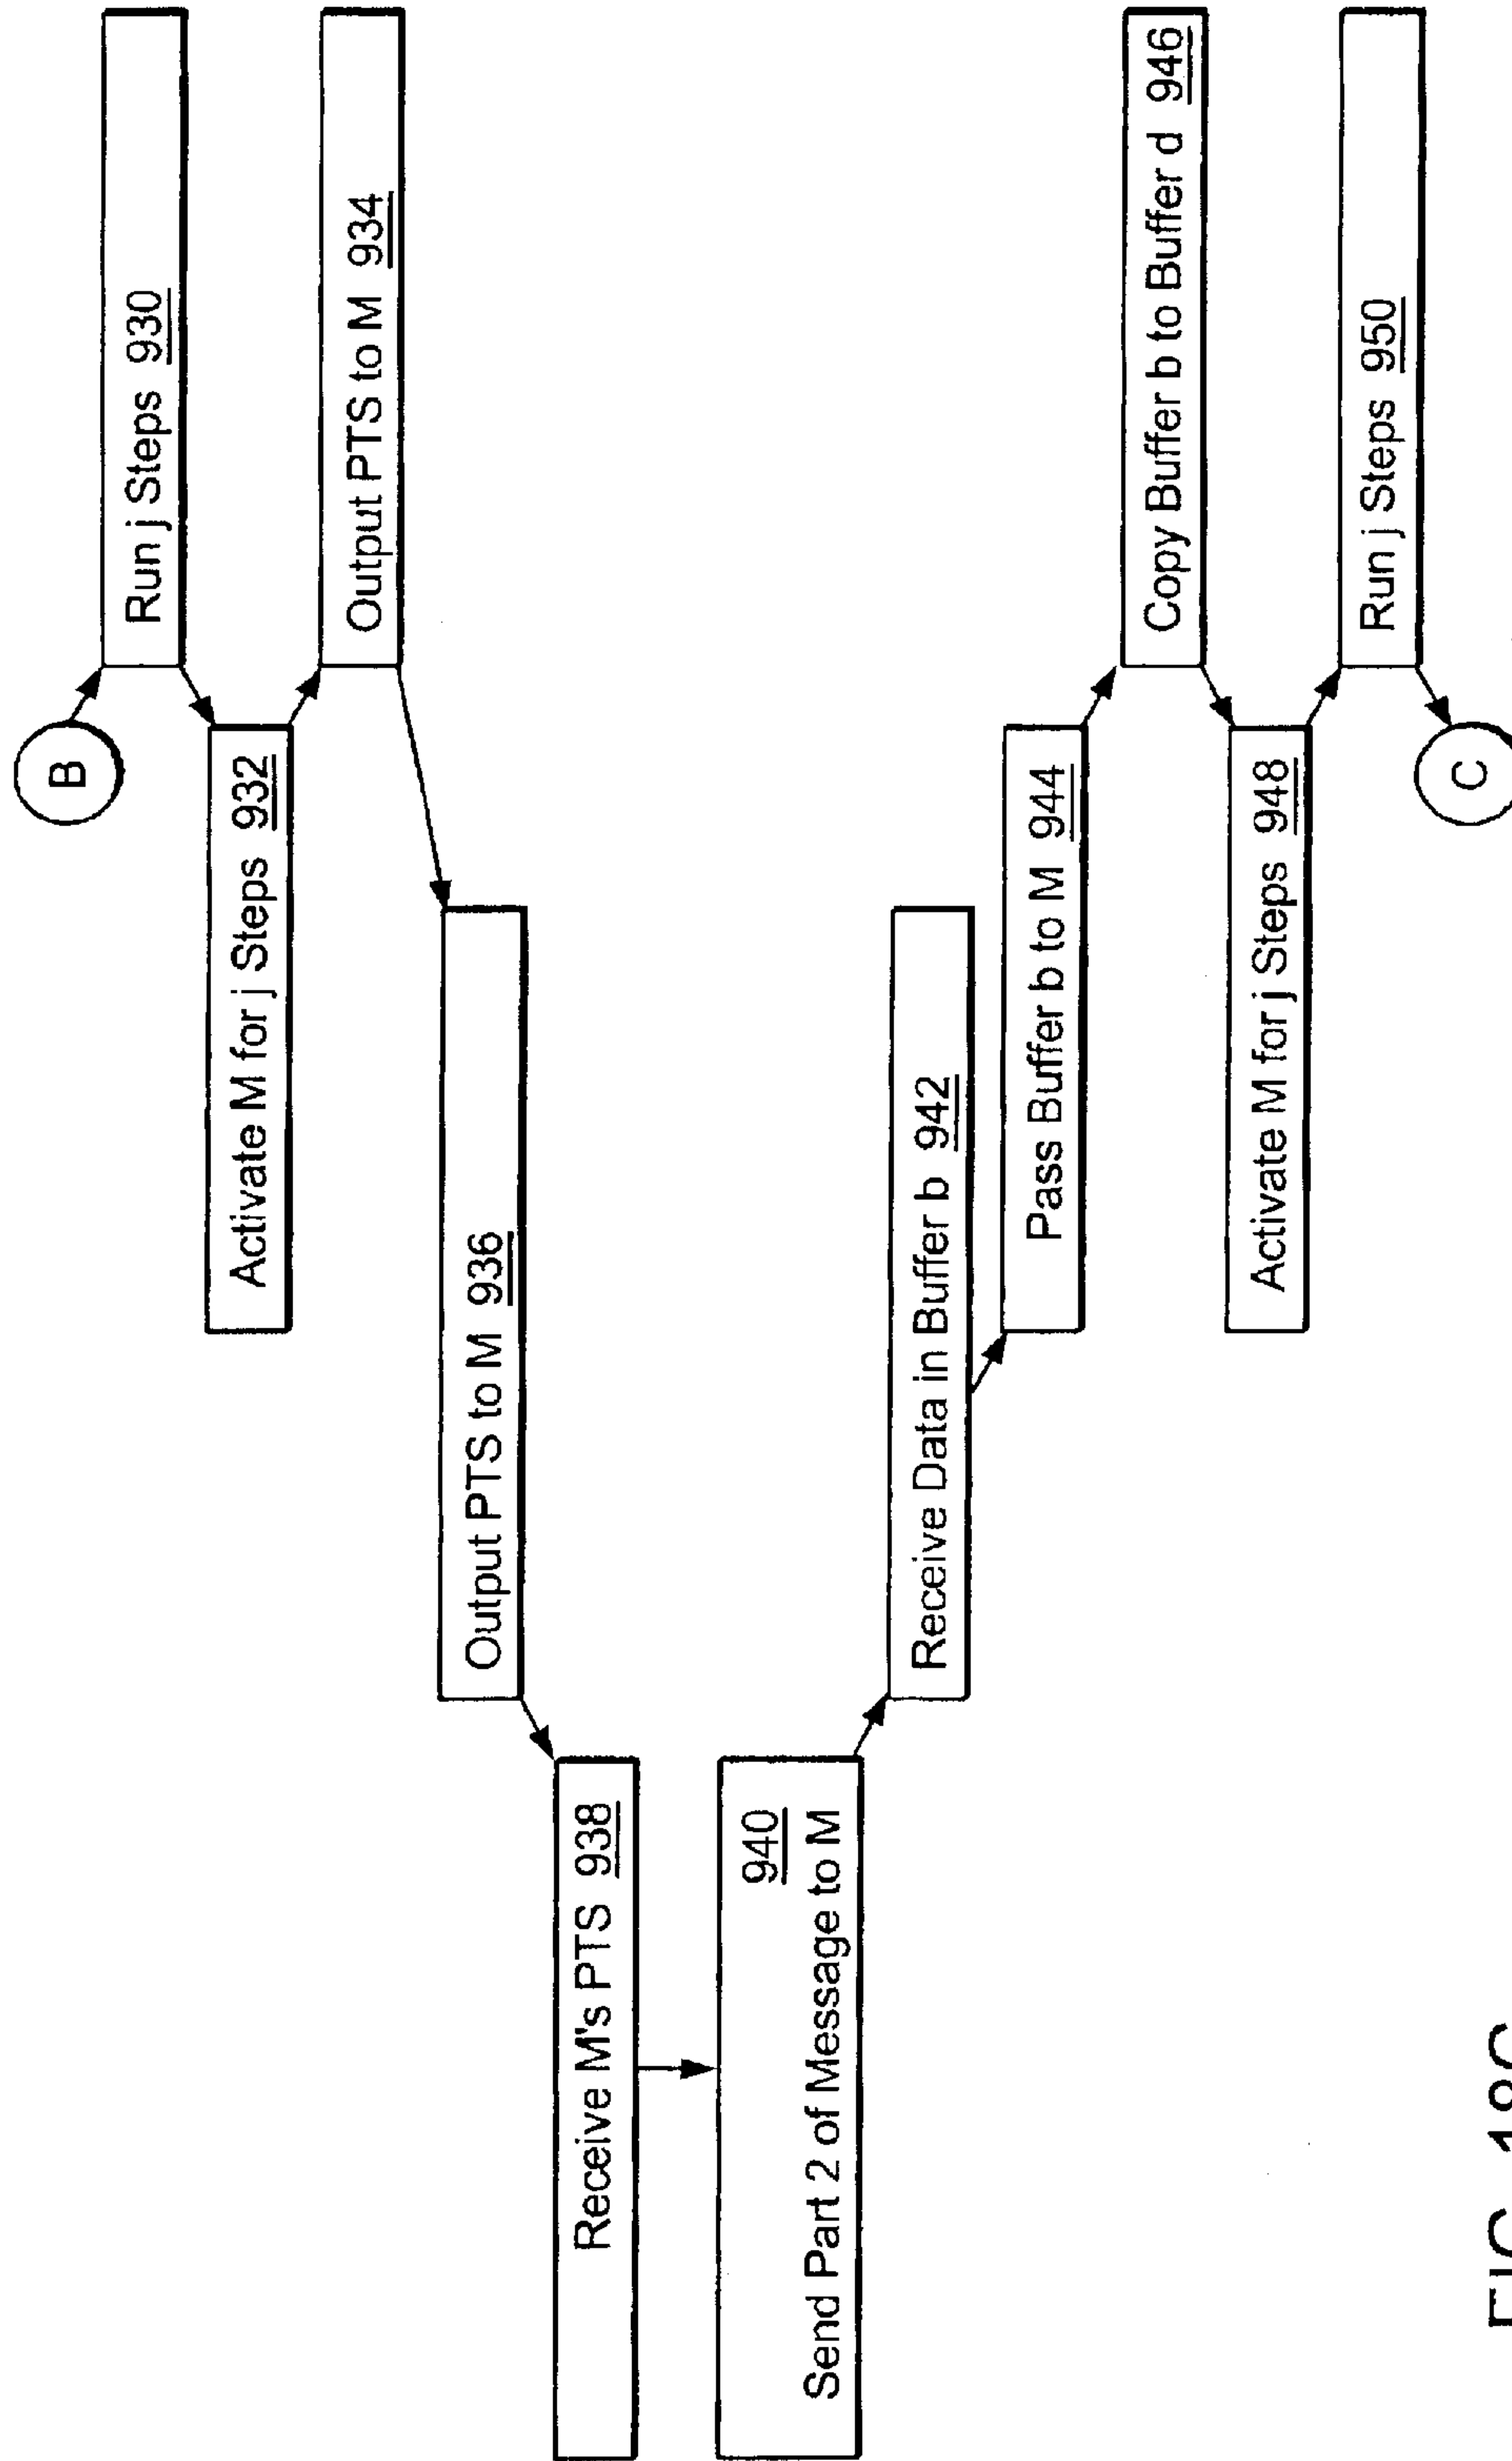 B
Run j Steps 930
Activate M for j Steps 932
Output PTS to M 934
Output PTS to M 936
Receive M's PTS 938
940
Send Part 2 of Message to M
Receive Data in Buffer b 942
Pass Buffer b to M 944
Copy Buffer b to Buffer d 946
Activate M for j Steps 948
Run j Steps 950
C
FIG. 18C